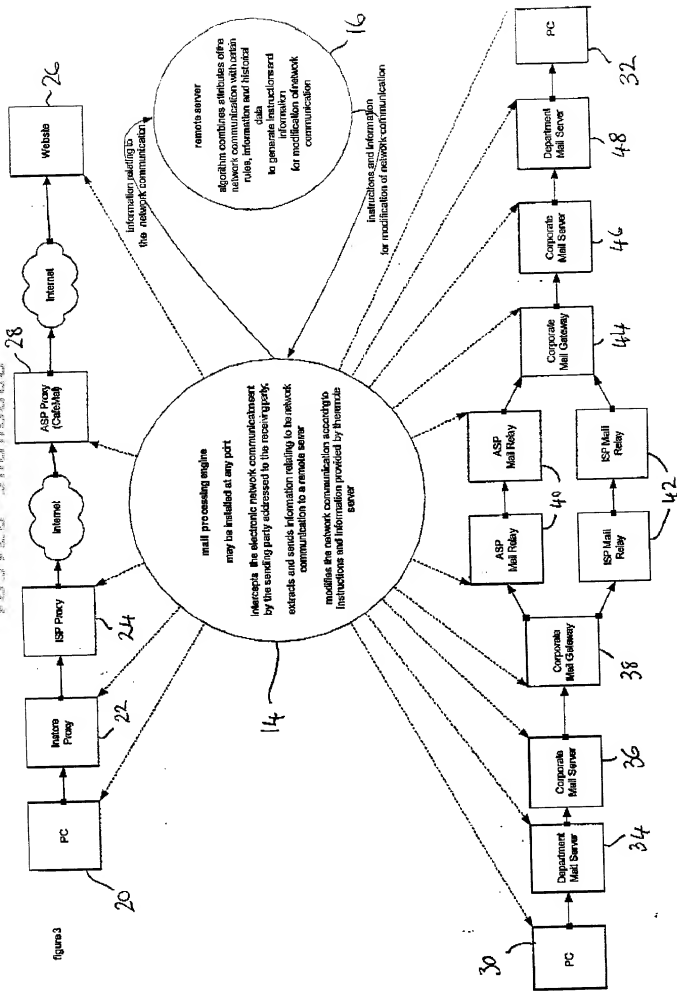 figure3
PC
20
Instore
Proxy
22
ISP Proxy
24
Internet
ASP Proxy
(CafeMail)
28
Internet
Website
26
mail processing engine
may be installed at any point
intercepts the electronic network communication sent
by the sending party addressed to the receiving party,
extracts and sends information relating to the network
communication to a remote server
modifies the network communication according to
instructions and information provided by the remote
server
14
information relating to
the network communication
remote server
algorithm combines attributes of the
network communication with certain
rules, information and historical
data
to generate instructions and
information
for modification of network
communication
16
instructions and information
for modification of network communication
30
PC
Department
Mail Server
34
Corporate
Mail Server
36
Corporate
Mail Gateway
38
ASP
Mail Relay
ASP
Mail Relay
40
ISP Mail
Relay
ISP Mail
Relay
42
Corporate
Mail Gateway
44
Corporate
Mail Server
46
Department
Mail Server
48
PC
32